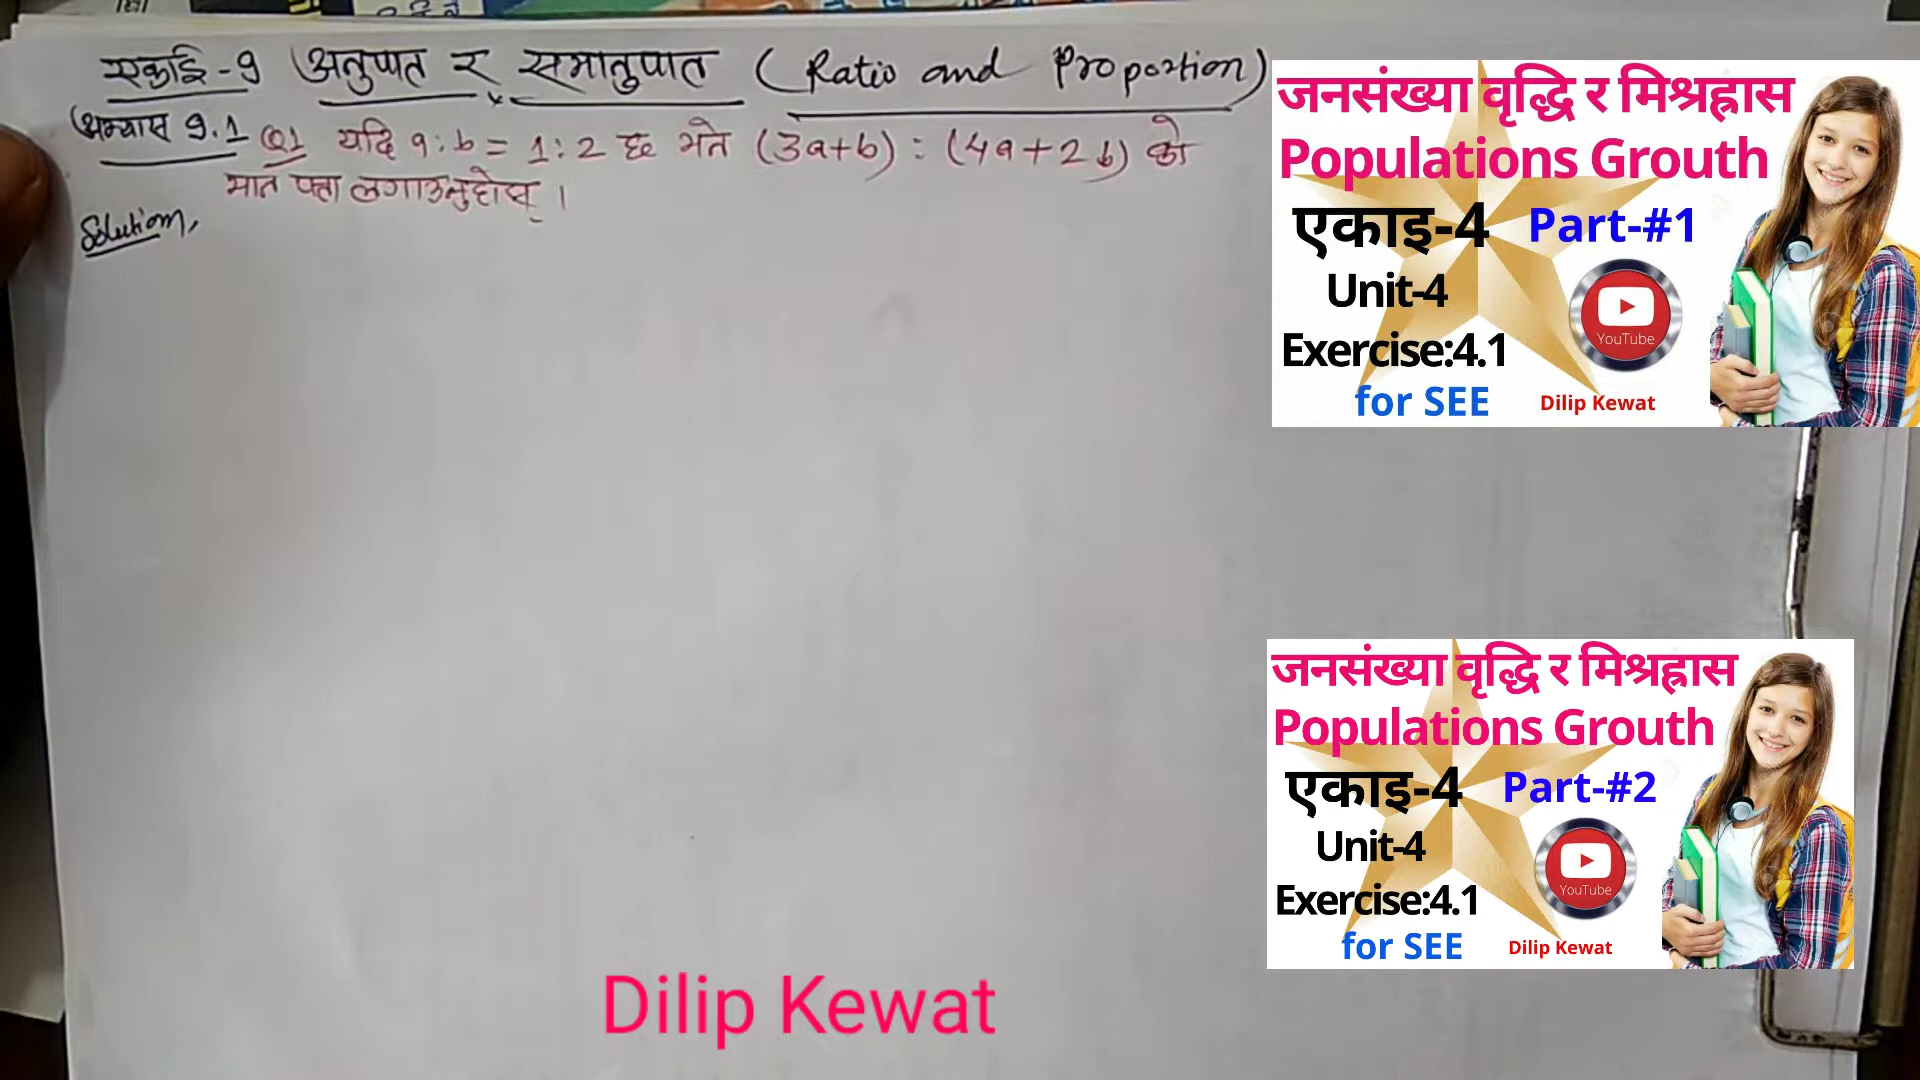 एकाई-9 अनुपात र समानुपात (Ratio and Proportion)
अभ्यास 9.1 Q1 यदि a:b = 1:2 छ भने (3a+b) : (4a+2b) को
मान पत्ता लगाउनुहोस् ।
Solution,
जनसंख्या वृद्धि र मिश्रह्रास
Populations Grouth
एकाइ-4 Part-#1
Unit-4
YouTube
Exercise:4.1
for SEE Dilip Kewat
जनसंख्या वृद्धि र मिश्रह्रास
Populations Grouth
एकाइ-4 Part-#2
Unit-4
YouTube
Exercise:4.1
for SEE Dilip Kewat
Dilip Kewat